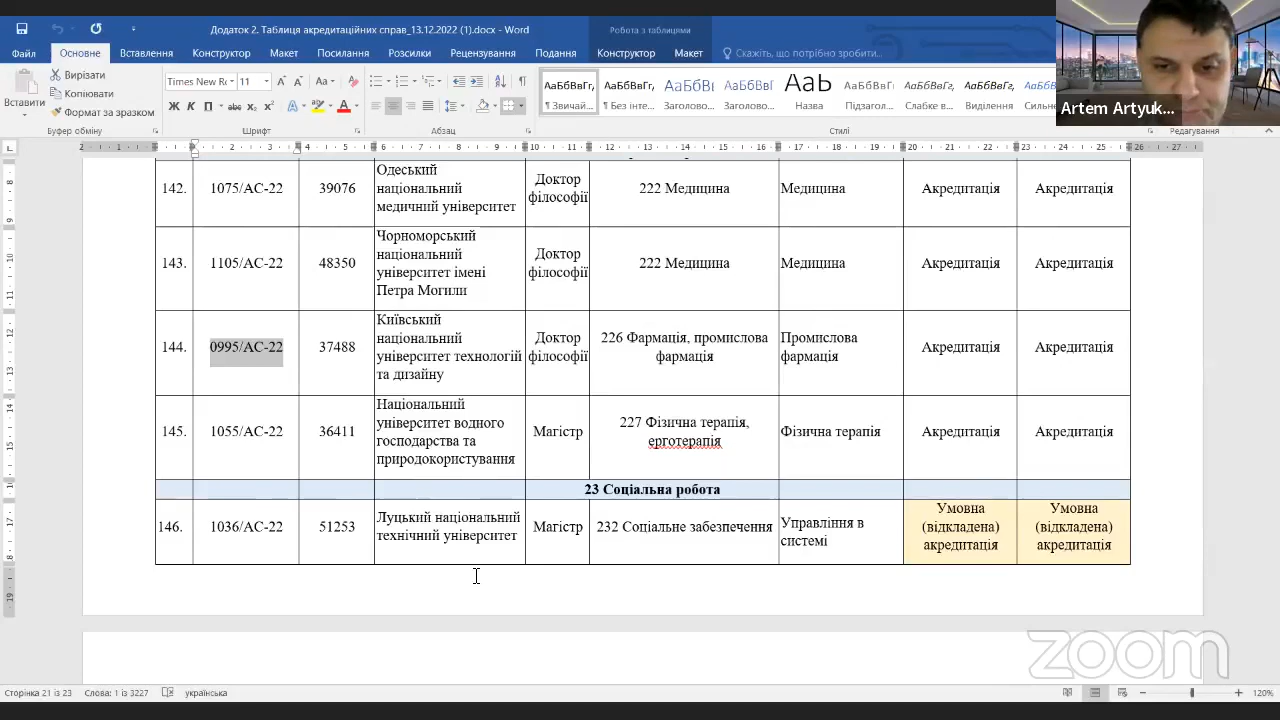 Додаток 2. Таблиця акредитаційних справ_13.12.2022 (1).docx - Word
Робота з таблицями
Файл Основне Вставлення Конструктор Макет Посилання Розсилки Рецензування Подання Конструктор Макет Скажіть, що потрібно зробити...
Вставити
Вирізати
Копіювати
Формат за зразком
Буфер обміну
Times New Ro 11
Ж К П abc x₂ x²
Шрифт
Абзац
АаБбВвГг, АаБбВвГг, АаБбВвІ АаБбВвІ АаБ АаБбВвГг АаБбВвГг, АаБбВвГг,
¶ Звичай... ¶ Без інте... Заголово... Заголово... Назва Підзагол... Слабке в... Виділення Сильне
Стилі
Редагування
Artem Artyuk...
142. 1075/АС-22 39076
Одеський
національний
медичний університет
Доктор
філософії
222 Медицина Медицина Акредитація Акредитація
143. 1105/АС-22 48350
Чорноморський
національний
університет імені
Петра Могили
Доктор
філософії
222 Медицина Медицина Акредитація Акредитація
144. 0995/АС-22 37488
Київський
національний
університет технологій
та дизайну
Доктор
філософії
226 Фармація, промислова
фармація
Промислова
фармація
Акредитація Акредитація
145. 1055/АС-22 36411
Національний
університет водного
господарства та
природокористування
Магістр
227 Фізична терапія,
ерготерапія
Фізична терапія Акредитація Акредитація
23 Соціальна робота
146. 1036/АС-22 51253
Луцький національний
технічний університет
Магістр 232 Соціальне забезпечення
Управління в
системі
Умовна
(відкладена)
акредитація
Умовна
(відкладена)
акредитація
zoom
Сторінка 21 із 23 Слова: 1 із 3227 українська 120%